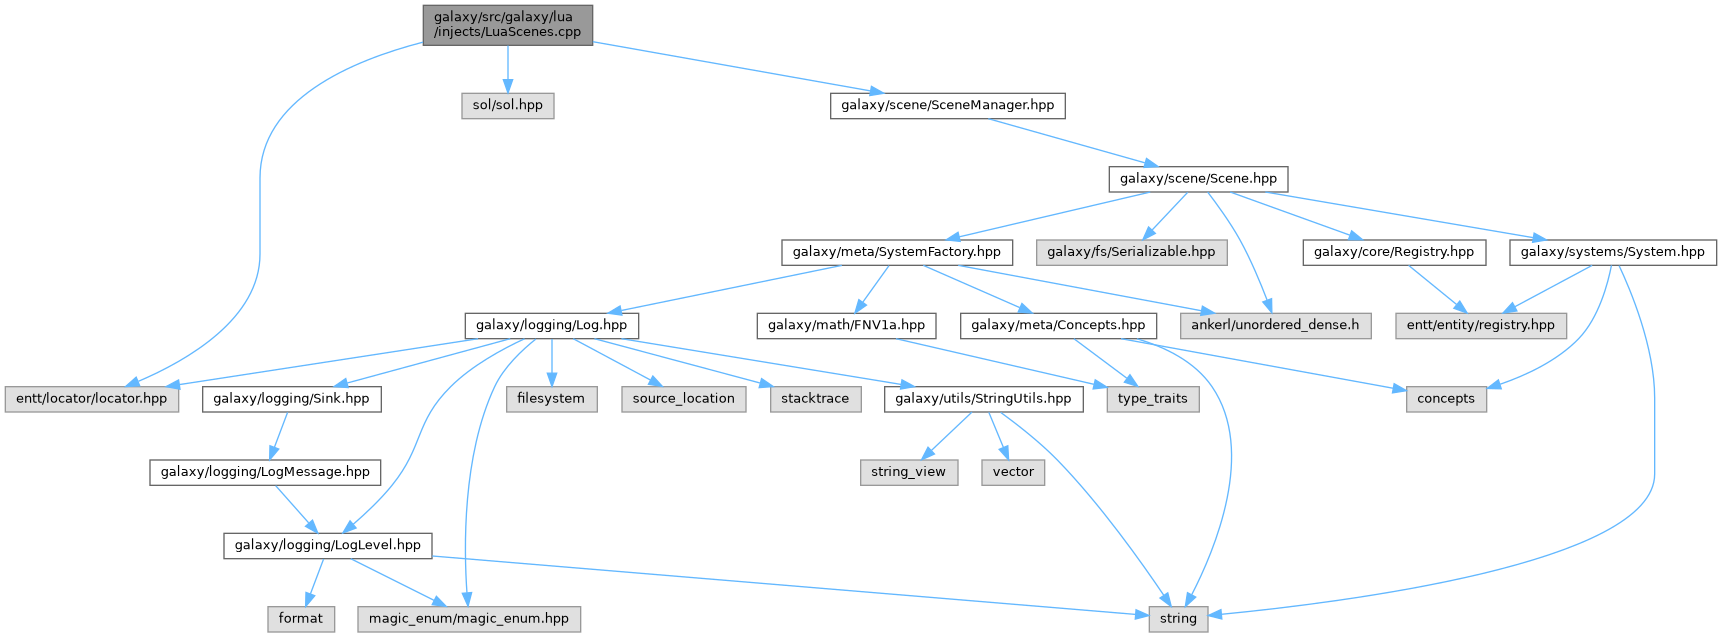 galaxy/src/galaxy/lua
/injects/LuaScenes.cpp
sol/sol.hpp
galaxy/scene/SceneManager.hpp
galaxy/scene/Scene.hpp
galaxy/meta/SystemFactory.hpp
galaxy/fs/Serializable.hpp
galaxy/core/Registry.hpp
galaxy/systems/System.hpp
galaxy/logging/Log.hpp
galaxy/math/FNV1a.hpp
galaxy/meta/Concepts.hpp
ankerl/unordered_dense.h
entt/entity/registry.hpp
entt/locator/locator.hpp
galaxy/logging/Sink.hpp
filesystem
source_location
stacktrace
galaxy/utils/StringUtils.hpp
type_traits
concepts
galaxy/logging/LogMessage.hpp
string_view
vector
galaxy/logging/LogLevel.hpp
format
magic_enum/magic_enum.hpp
string